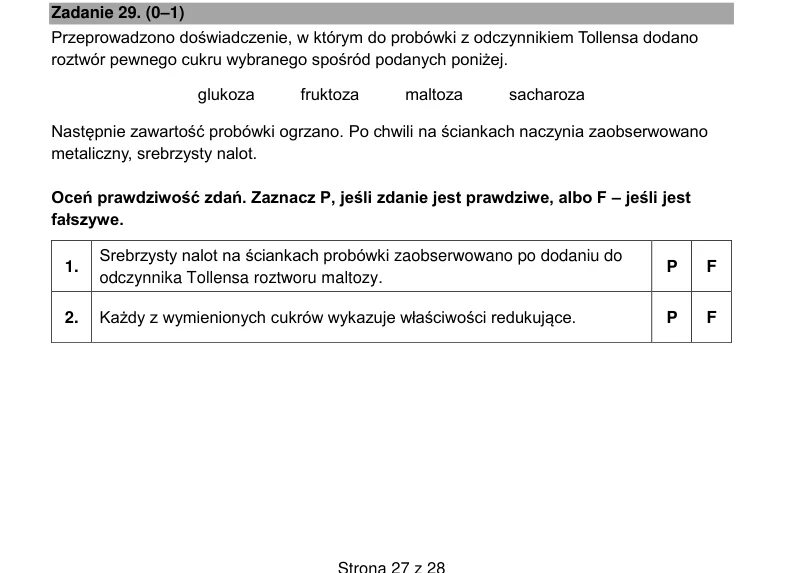 Zadanie 29. (0–1)
Przeprowadzono doświadczenie, w którym do probówki z odczynnikiem Tollensa dodano
roztwór pewnego cukru wybranego spośród podanych poniżej.
glukoza fruktoza maltoza sacharoza
Następnie zawartość probówki ogrzano. Po chwili na ściankach naczynia zaobserwowano
metaliczny, srebrzysty nalot.
Oceń prawdziwość zdań. Zaznacz P, jeśli zdanie jest prawdziwe, albo F – jeśli jest
fałszywe.
1. Srebrzysty nalot na ściankach probówki zaobserwowano po dodaniu do
odczynnika Tollensa roztworu maltozy. P F
2. Każdy z wymienionych cukrów wykazuje właściwości redukujące. P F
Strona 27 z 28